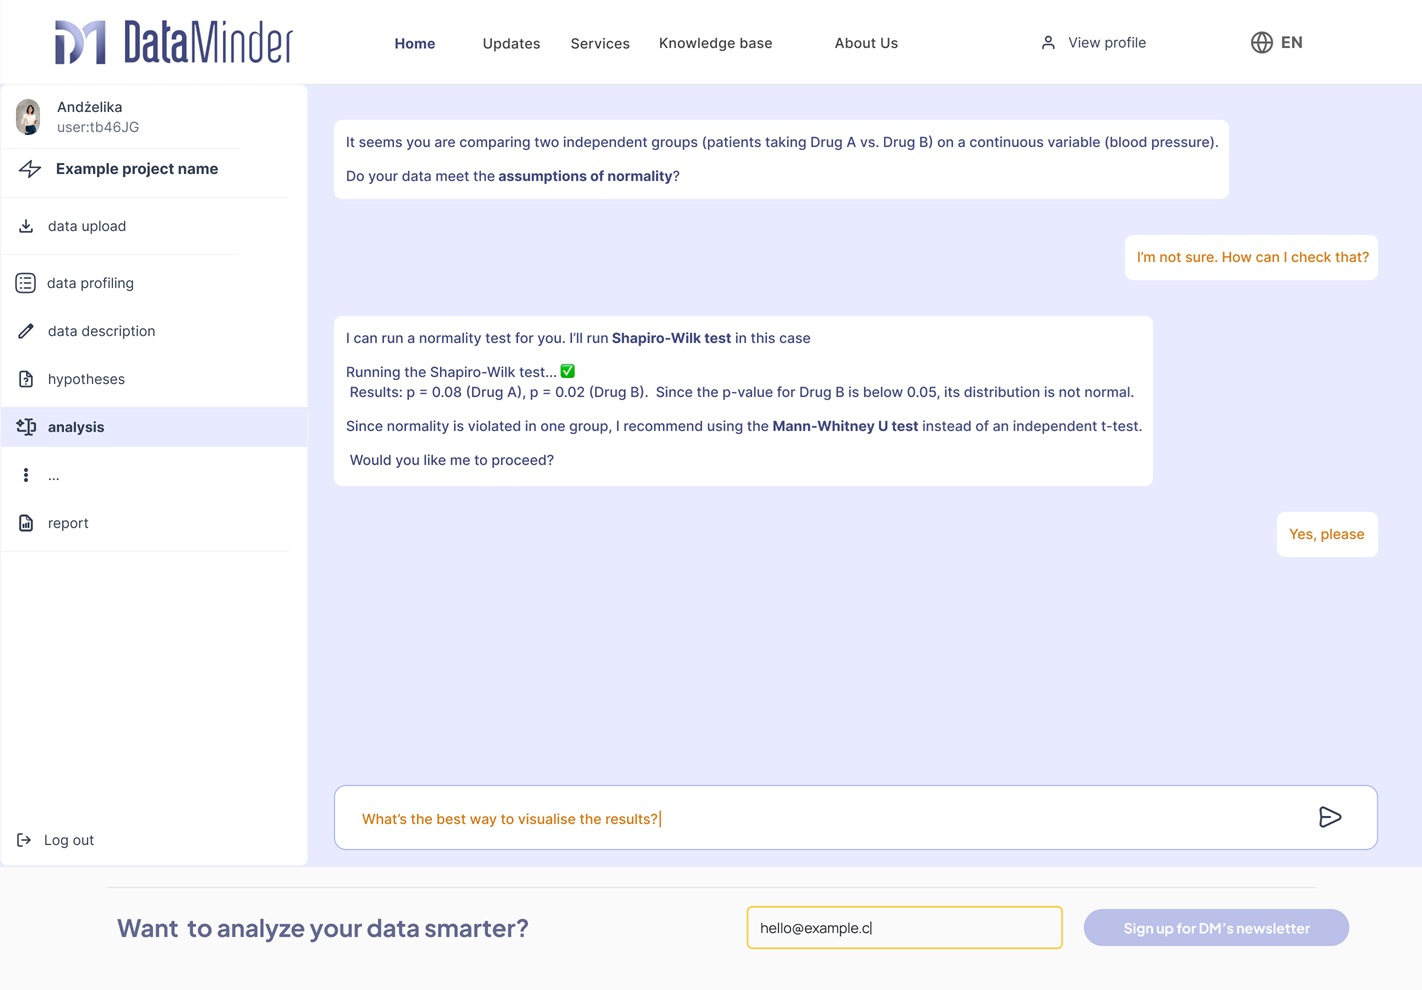 DataMinder
Home
Updates
Services
Knowledge base
About Us
View profile
EN
Andżelika
user:tb46JG
Example project name
data upload
data profiling
data description
hypotheses
analysis
...
report
Log out
It seems you are comparing two independent groups (patients taking Drug A vs. Drug B) on a continuous variable (blood pressure).
Do your data meet the assumptions of normality?
I’m not sure. How can I check that?
I can run a normality test for you. I’ll run Shapiro-Wilk test in this case
Running the Shapiro-Wilk test... ✅
Results: p = 0.08 (Drug A), p = 0.02 (Drug B). Since the p-value for Drug B is below 0.05, its distribution is not normal.
Since normality is violated in one group, I recommend using the Mann-Whitney U test instead of an independent t-test.
Would you like me to proceed?
Yes, please
What’s the best way to visualise the results?
Want to analyze your data smarter?
hello@example.c
Sign up for DM’s newsletter